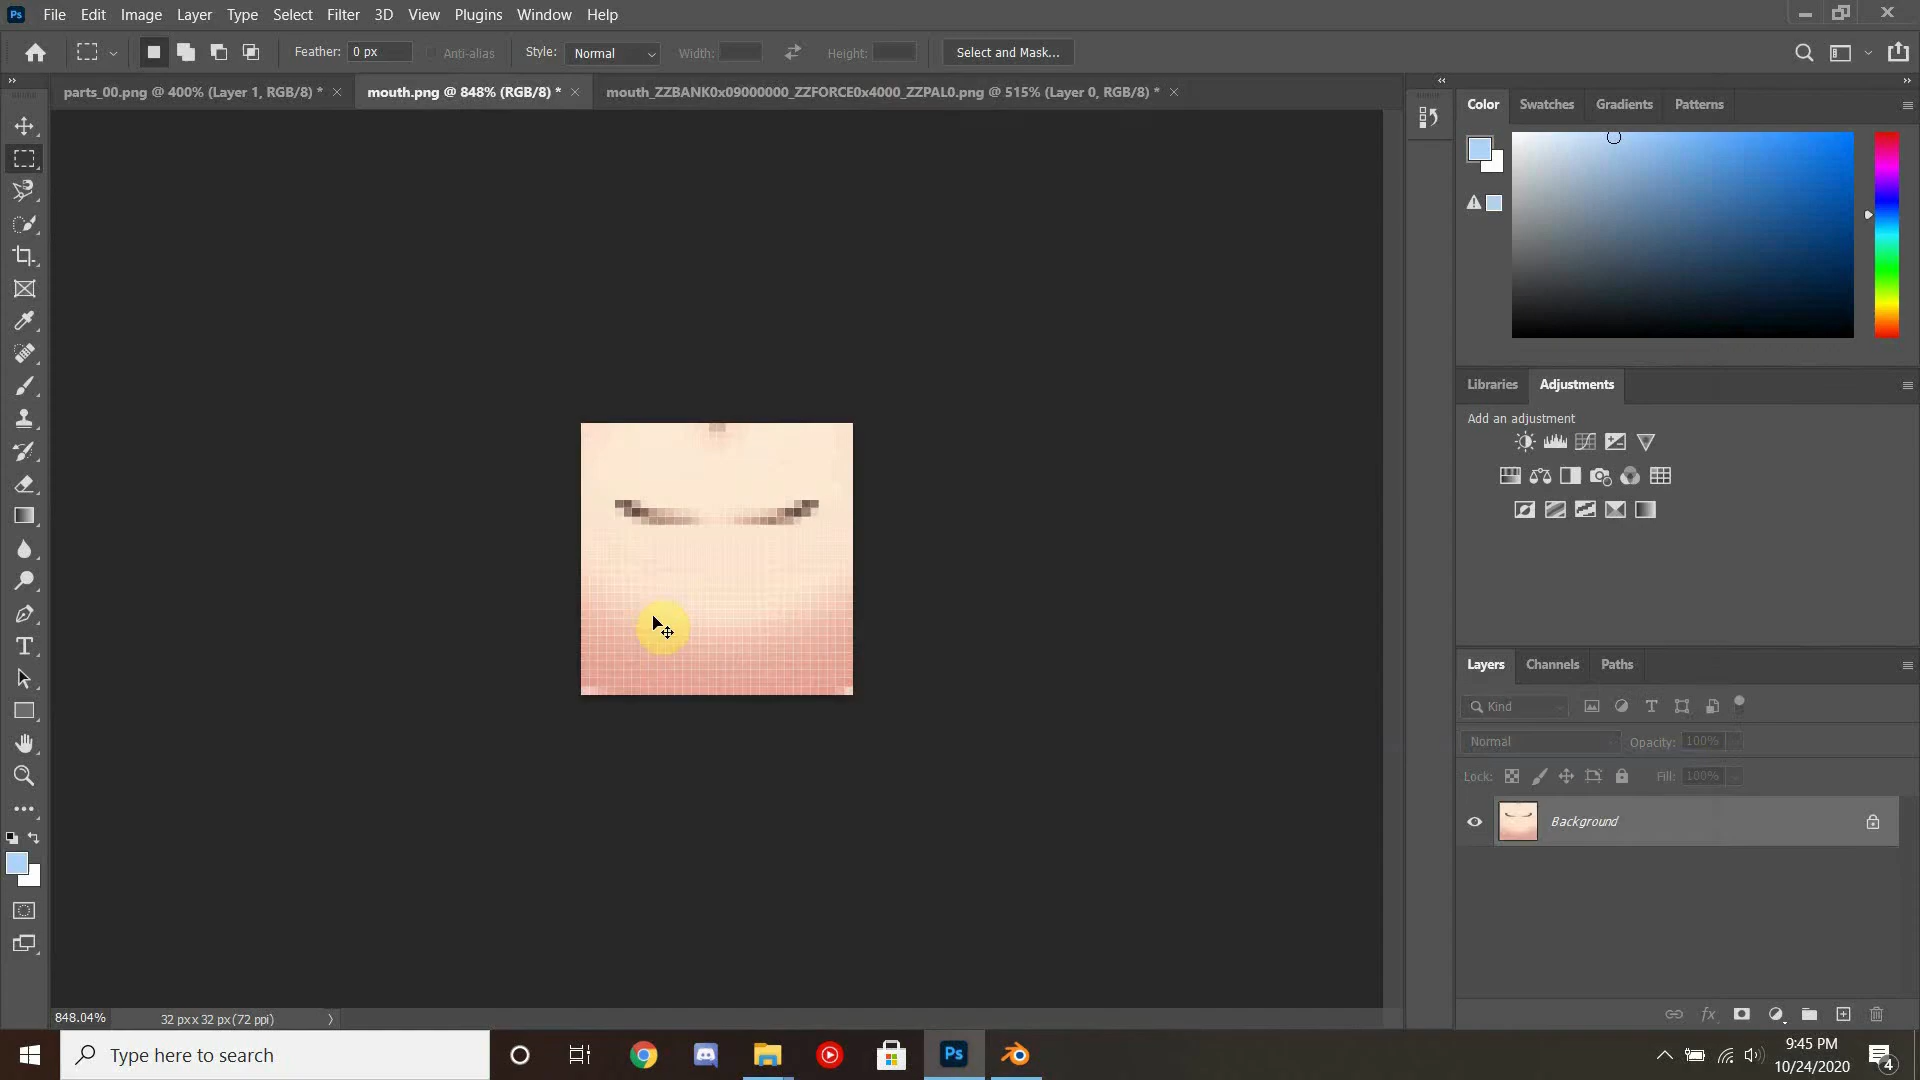 Ps File Edit Image Layer Type Select Filter 3D View Plugins Window Help
Feather: 0 px Anti-alias Style: Normal Width: Height: Select and Mask...
parts_00.png @ 400% (Layer 1, RGB/8) * mouth.png @ 848% (RGB/8) * mouth_ZZBANK0x09000000_ZZFORCE0x4000_ZZPAL0.png @ 515% (Layer 0, RGB/8) *
Color Swatches Gradients Patterns
Libraries Adjustments
Add an adjustment
Layers Channels Paths
Kind
Normal Opacity: 100%
Lock: Fill: 100%
Background
848.04% 32 px x 32 px (72 ppi)
Type here to search
Ps
9:45 PM
10/24/2020
4